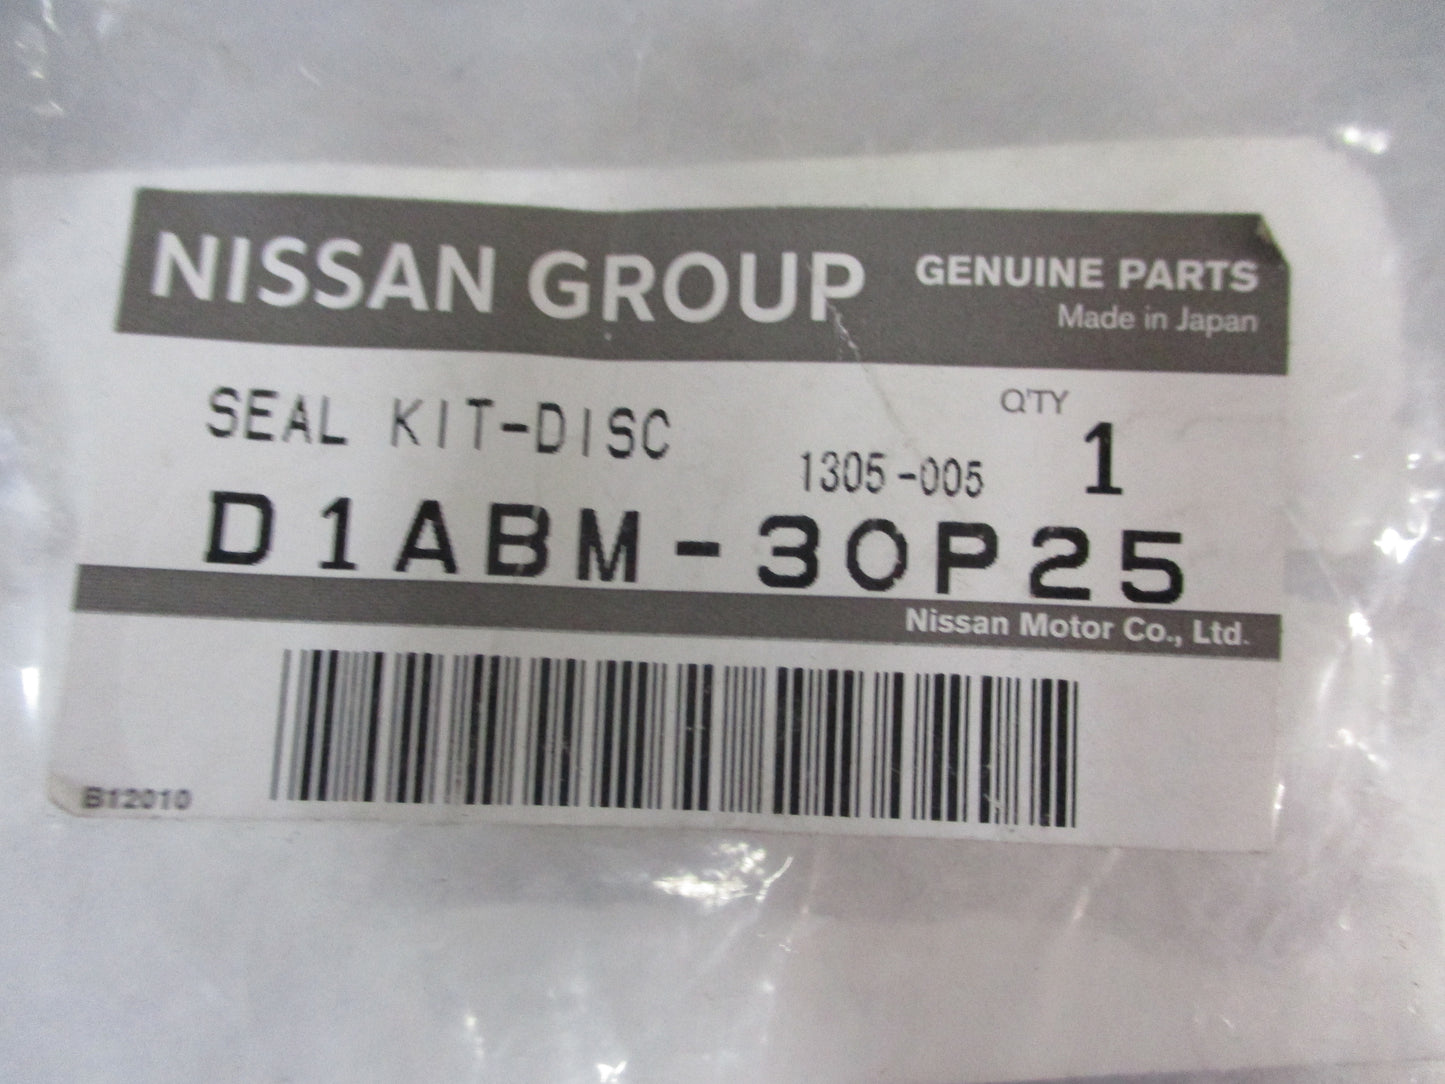 NISSAN GROUP GENUINE PARTS
Made in Japan
SEAL KIT-DISC Q'TY 1
1305-005
D1ABM-30P25
Nissan Motor Co., Ltd.
B12010